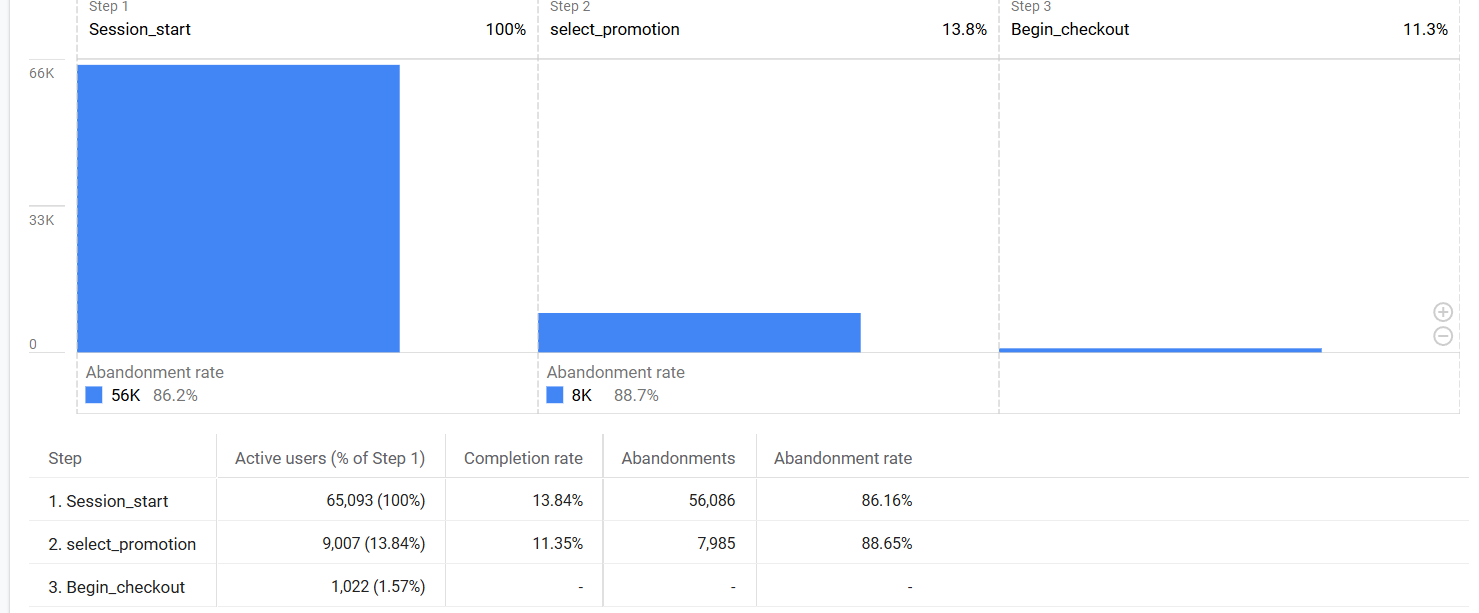 Step 1 Step 2 Step 3
Session_start 100% select_promotion 13.8% Begin_checkout 11.3%
66K
33K
0
Abandonment rate Abandonment rate
56K 86.2% 8K 88.7%
Step Active users (% of Step 1) Completion rate Abandonments Abandonment rate
1. Session_start 65,093 (100%) 13.84% 56,086 86.16%
2. select_promotion 9,007 (13.84%) 11.35% 7,985 88.65%
3. Begin_checkout 1,022 (1.57%) - - -